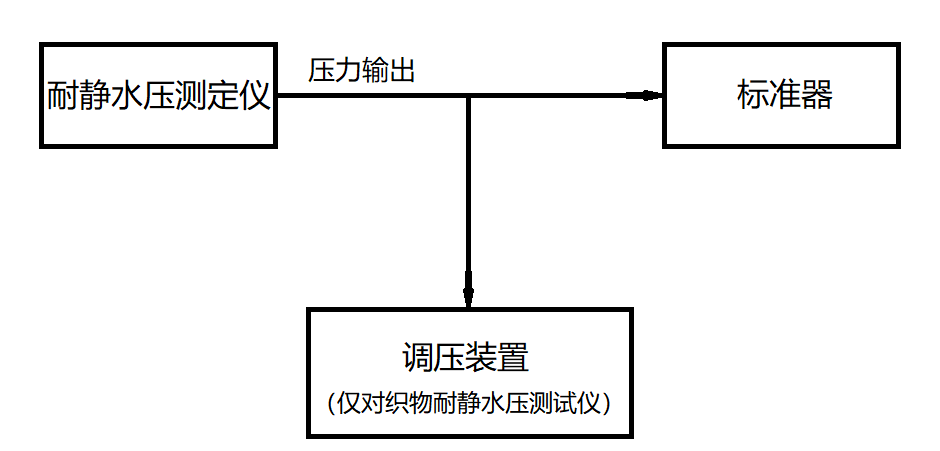 压力输出
耐静水压测定仪
标准器
调压装置
（仅对织物耐静水压测试仪）